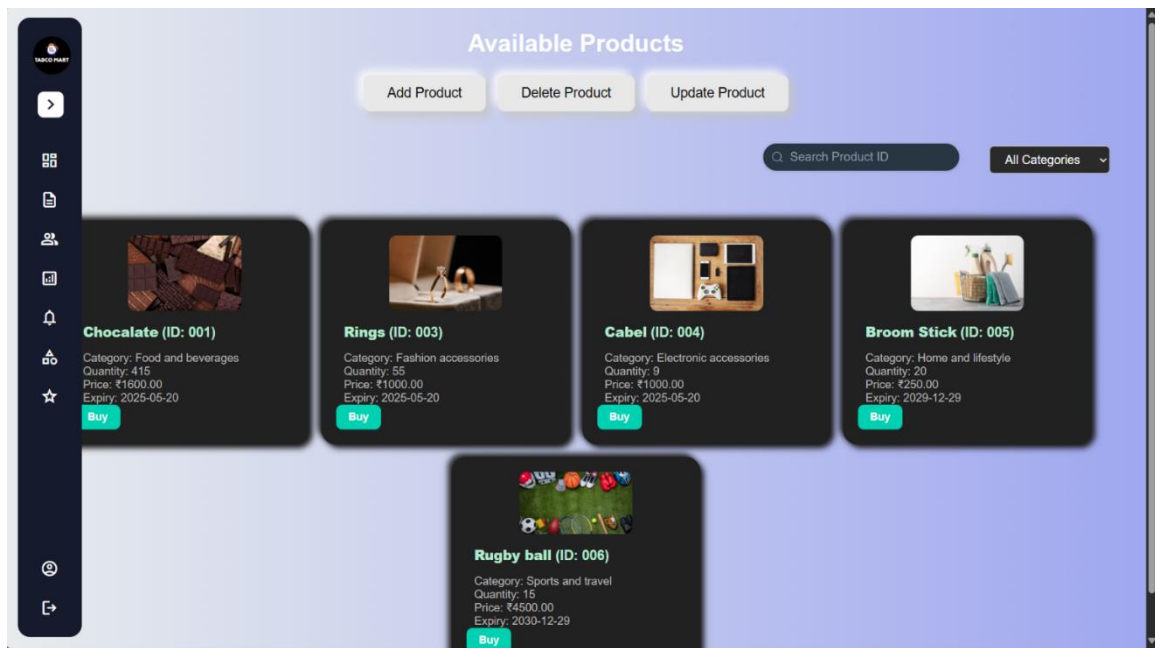 Available Products
TABCO MART
Add Product
Delete Product
Update Product
Search Product ID
All Categories
Chocalate (ID: 001)
Category: Food and beverages
Quantity: 415
Price: ₹1600.00
Expiry: 2025-05-20
Buy
Rings (ID: 003)
Category: Fashion accessories
Quantity: 55
Price: ₹1000.00
Expiry: 2025-05-20
Buy
Cabel (ID: 004)
Category: Electronic accessories
Quantity: 9
Price: ₹1000.00
Expiry: 2025-05-20
Buy
Broom Stick (ID: 005)
Category: Home and lifestyle
Quantity: 20
Price: ₹250.00
Expiry: 2029-12-29
Buy
Rugby ball (ID: 006)
Category: Sports and travel
Quantity: 15
Price: ₹4500.00
Expiry: 2030-12-29
Buy